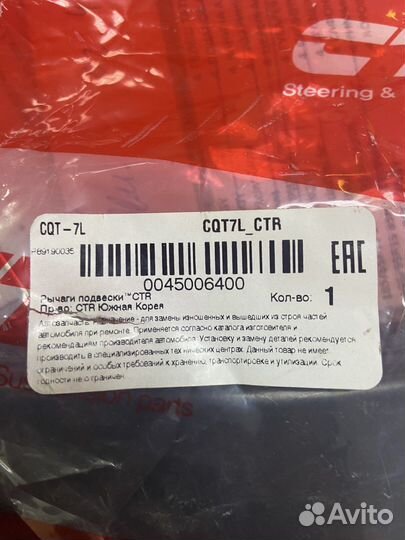 Steering &
CQT-7L CQT7L_CTR
P89190035
EAC
0045006400
Рычаги подвески™CTR
Пр-во: CTR Южная Корея
Кол-во: 1
Автозапчасть. Назначение - для замены изношенных и вышедших из строя частей
автомобиля при ремонте. Применяется согласно каталога изготовителя и
рекомендациям производителя автомобиля. Установку и замену деталей рекомендуется
производить в специализированных технических центрах. Данный товар не имеет
ограничений и особых требований к хранению, транспортировке и утилизации. Срок
годности не ограничен.
parts
Avito